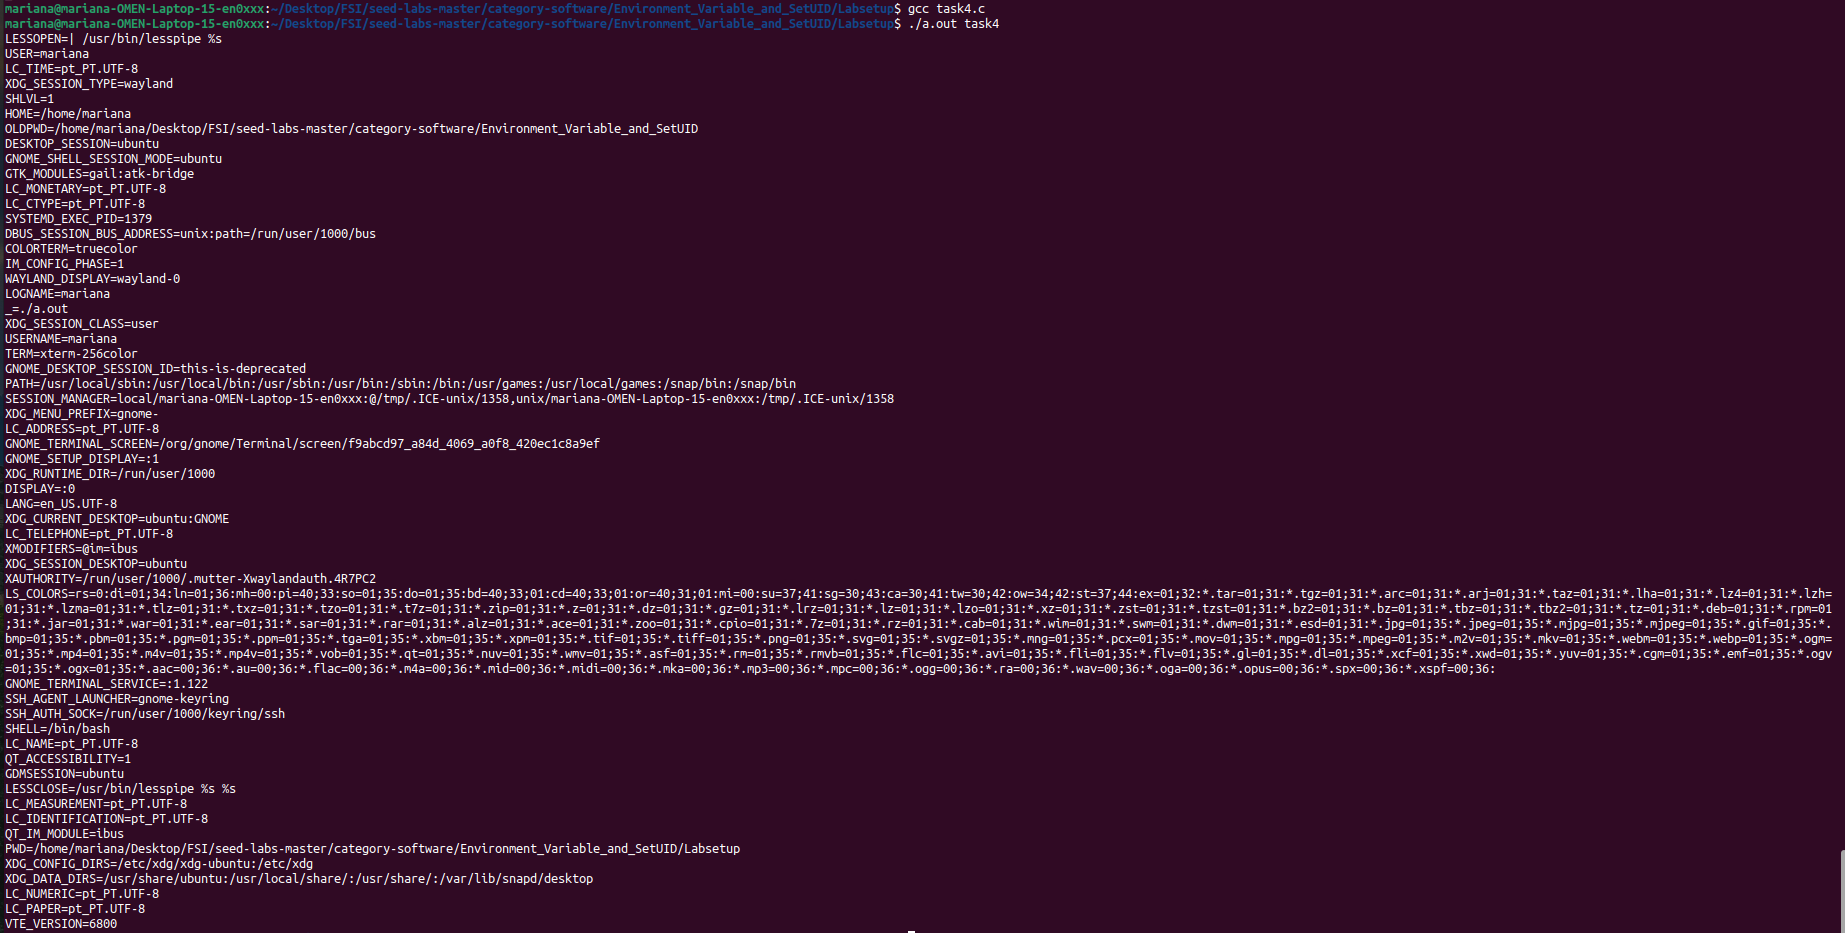 mariana@mariana-OMEN-Laptop-15-en0xxx:~/Desktop/FSI/seed-labs-master/category-software/Environment_Variable_and_SetUID/Labsetup$ gcc task4.c
mariana@mariana-OMEN-Laptop-15-en0xxx:~/Desktop/FSI/seed-labs-master/category-software/Environment_Variable_and_SetUID/Labsetup$ ./a.out task4
LESSOPEN=| /usr/bin/lesspipe %s
USER=mariana
LC_TIME=pt_PT.UTF-8
XDG_SESSION_TYPE=wayland
SHLVL=1
HOME=/home/mariana
OLDPWD=/home/mariana/Desktop/FSI/seed-labs-master/category-software/Environment_Variable_and_SetUID
DESKTOP_SESSION=ubuntu
GNOME_SHELL_SESSION_MODE=ubuntu
GTK_MODULES=gail:atk-bridge
LC_MONETARY=pt_PT.UTF-8
LC_CTYPE=pt_PT.UTF-8
SYSTEMD_EXEC_PID=1379
DBUS_SESSION_BUS_ADDRESS=unix:path=/run/user/1000/bus
COLORTERM=truecolor
IM_CONFIG_PHASE=1
WAYLAND_DISPLAY=wayland-0
LOGNAME=mariana
_=./a.out
XDG_SESSION_CLASS=user
USERNAME=mariana
TERM=xterm-256color
GNOME_DESKTOP_SESSION_ID=this-is-deprecated
PATH=/usr/local/sbin:/usr/local/bin:/usr/sbin:/usr/bin:/sbin:/bin:/usr/games:/usr/local/games:/snap/bin:/snap/bin
SESSION_MANAGER=local/mariana-OMEN-Laptop-15-en0xxx:@/tmp/.ICE-unix/1358,unix/mariana-OMEN-Laptop-15-en0xxx:/tmp/.ICE-unix/1358
XDG_MENU_PREFIX=gnome-
LC_ADDRESS=pt_PT.UTF-8
GNOME_TERMINAL_SCREEN=/org/gnome/Terminal/screen/f9abcd97_a84d_4069_a0f8_420ec1c8a9ef
GNOME_SETUP_DISPLAY=:1
XDG_RUNTIME_DIR=/run/user/1000
DISPLAY=:0
LANG=en_US.UTF-8
XDG_CURRENT_DESKTOP=ubuntu:GNOME
LC_TELEPHONE=pt_PT.UTF-8
XMODIFIERS=@im=ibus
XDG_SESSION_DESKTOP=ubuntu
XAUTHORITY=/run/user/1000/.mutter-Xwaylandauth.4R7PC2
LS_COLORS=rs=0:di=01;34:ln=01;36:mh=00:pi=40;33:so=01;35:do=01;35:bd=40;33;01:cd=40;33;01:or=40;31;01:mi=00:su=37;41:sg=30;43:ca=30;41:tw=30;42:ow=34;42:st=37;44:ex=01;32:*.tar=01;31:*.tgz=01;31:*.arc=01;31:*.arj=01;31:*.taz=01;31:*.lha=01;31:*.lz4=01;31:*.lzh=
01;31:*.lzma=01;31:*.tlz=01;31:*.txz=01;31:*.tzo=01;31:*.t7z=01;31:*.zip=01;31:*.z=01;31:*.dz=01;31:*.gz=01;31:*.lrz=01;31:*.lz=01;31:*.lzo=01;31:*.xz=01;31:*.zst=01;31:*.tzst=01;31:*.bz2=01;31:*.bz=01;31:*.tbz=01;31:*.tbz2=01;31:*.tz=01;31:*.deb=01;31:*.rpm=01
;31:*.jar=01;31:*.war=01;31:*.ear=01;31:*.sar=01;31:*.rar=01;31:*.alz=01;31:*.ace=01;31:*.zoo=01;31:*.cpio=01;31:*.7z=01;31:*.rz=01;31:*.cab=01;31:*.wim=01;31:*.swm=01;31:*.dwm=01;31:*.esd=01;31:*.jpg=01;35:*.jpeg=01;35:*.mjpg=01;35:*.mjpeg=01;35:*.gif=01;35:*.
bmp=01;35:*.pbm=01;35:*.pgm=01;35:*.ppm=01;35:*.tga=01;35:*.xbm=01;35:*.xpm=01;35:*.tif=01;35:*.tiff=01;35:*.png=01;35:*.svg=01;35:*.svgz=01;35:*.mng=01;35:*.pcx=01;35:*.mov=01;35:*.mpg=01;35:*.mpeg=01;35:*.m2v=01;35:*.mkv=01;35:*.webm=01;35:*.webp=01;35:*.ogm=
01;35:*.mp4=01;35:*.m4v=01;35:*.mp4v=01;35:*.vob=01;35:*.qt=01;35:*.nuv=01;35:*.wmv=01;35:*.asf=01;35:*.rm=01;35:*.rmvb=01;35:*.flc=01;35:*.avi=01;35:*.fli=01;35:*.flv=01;35:*.gl=01;35:*.dl=01;35:*.xcf=01;35:*.xwd=01;35:*.yuv=01;35:*.cgm=01;35:*.emf=01;35:*.ogv
=01;35:*.ogx=01;35:*.aac=00;36:*.au=00;36:*.flac=00;36:*.m4a=00;36:*.mid=00;36:*.midi=00;36:*.mka=00;36:*.mp3=00;36:*.mpc=00;36:*.ogg=00;36:*.ra=00;36:*.wav=00;36:*.oga=00;36:*.opus=00;36:*.spx=00;36:*.xspf=00;36:
GNOME_TERMINAL_SERVICE=:1.122
SSH_AGENT_LAUNCHER=gnome-keyring
SSH_AUTH_SOCK=/run/user/1000/keyring/ssh
SHELL=/bin/bash
LC_NAME=pt_PT.UTF-8
QT_ACCESSIBILITY=1
GDMSESSION=ubuntu
LESSCLOSE=/usr/bin/lesspipe %s %s
LC_MEASUREMENT=pt_PT.UTF-8
LC_IDENTIFICATION=pt_PT.UTF-8
QT_IM_MODULE=ibus
PWD=/home/mariana/Desktop/FSI/seed-labs-master/category-software/Environment_Variable_and_SetUID/Labsetup
XDG_CONFIG_DIRS=/etc/xdg/xdg-ubuntu:/etc/xdg
XDG_DATA_DIRS=/usr/share/ubuntu:/usr/local/share/:/usr/share/:/var/lib/snapd/desktop
LC_NUMERIC=pt_PT.UTF-8
LC_PAPER=pt_PT.UTF-8
VTE_VERSION=6800